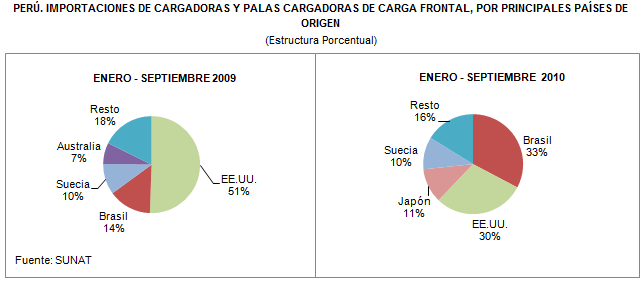 PERÚ. IMPORTACIONES DE CARGADORAS Y PALAS CARGADORAS DE CARGA FRONTAL, POR PRINCIPALES PAÍSES DE
ORIGEN
(Estructura Porcentual)
ENERO - SEPTIEMBRE 2009
Resto
18%
Australia
7%
Suecia
10%
Brasil
14%
EE.UU.
51%
Fuente: SUNAT
ENERO - SEPTIEMBRE 2010
Resto
16%
Brasil
33%
Suecia
10%
Japón
11%
EE.UU.
30%